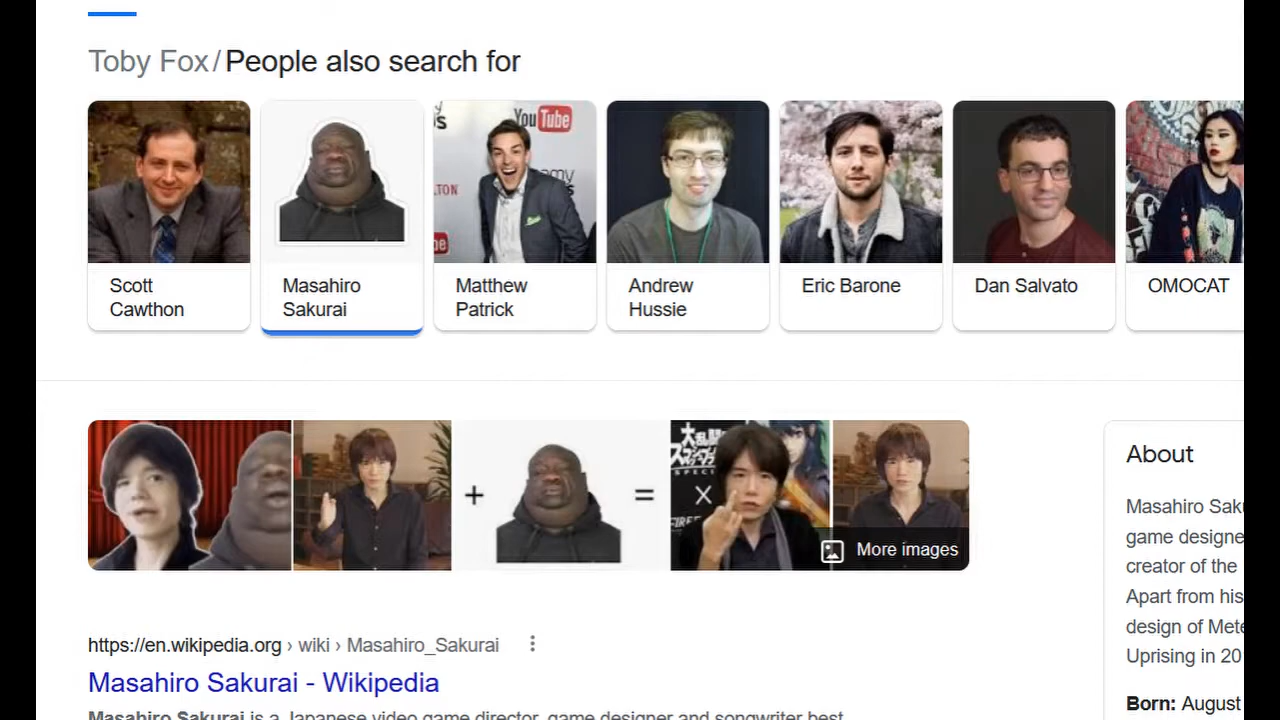 Toby Fox/People also search for
You Tube
Scott
Cawthon
Masahiro
Sakurai
Matthew
Patrick
Andrew
Hussie
Eric Barone
Dan Salvato
OMOCAT
+
=
X
More images
About
Masahiro Saku
game designe
creator of the
Apart from his
design of Mete
Uprising in 20
Born: August
https://en.wikipedia.org › wiki › Masahiro_Sakurai
Masahiro Sakurai - Wikipedia
Masahiro Sakurai is a Japanese video game director, game designer and songwriter best